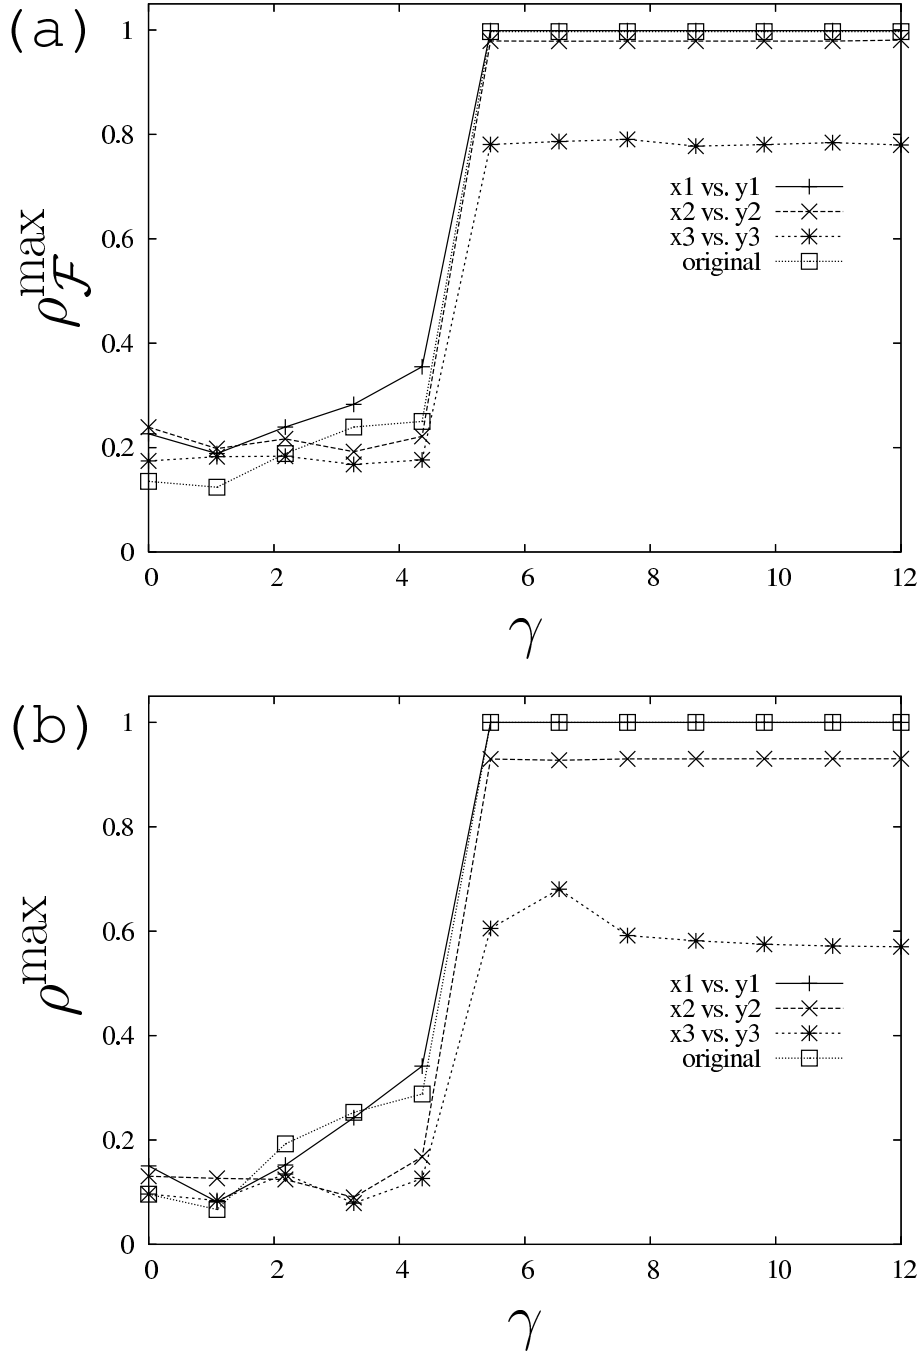 (a)
1
0.8
0.6
0.4
0.2
0
ρ_F^max
x1 vs. y1
x2 vs. y2
x3 vs. y3
original
0 2 4 6 8 10 12
γ
(b)
1
0.8
0.6
0.4
0.2
0
ρ^max
x1 vs. y1
x2 vs. y2
x3 vs. y3
original
0 2 4 6 8 10 12
γ